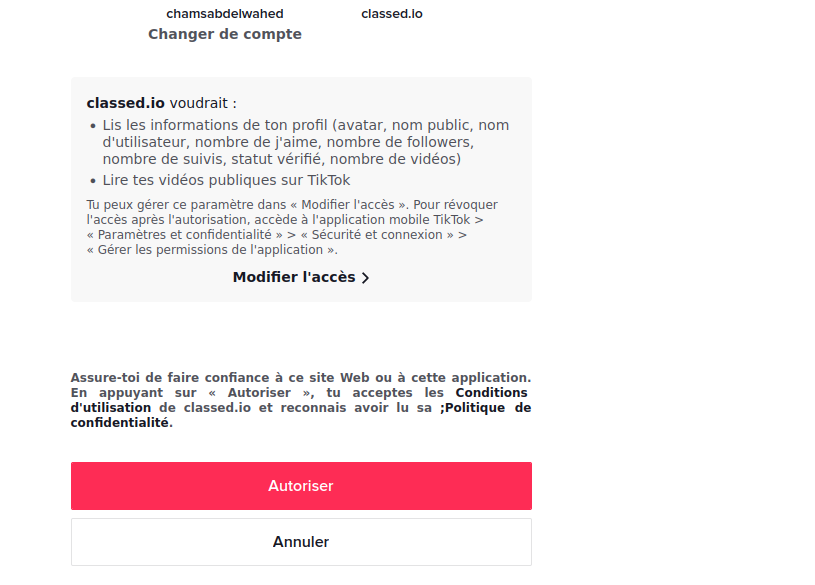 chamsabdelwahed classed.io
Changer de compte
classed.io voudrait :
• Lis les informations de ton profil (avatar, nom public, nom
d'utilisateur, nombre de j'aime, nombre de followers,
nombre de suivis, statut vérifié, nombre de vidéos)
• Lire tes vidéos publiques sur TikTok
Tu peux gérer ce paramètre dans « Modifier l'accès ». Pour révoquer
l'accès après l'autorisation, accède à l'application mobile TikTok >
« Paramètres et confidentialité » > « Sécurité et connexion » >
« Gérer les permissions de l'application ».
Modifier l'accès >
Assure-toi de faire confiance à ce site Web ou à cette application.
En appuyant sur « Autoriser », tu acceptes les Conditions
d'utilisation de classed.io et reconnais avoir lu sa ;Politique de
confidentialité.
Autoriser
Annuler